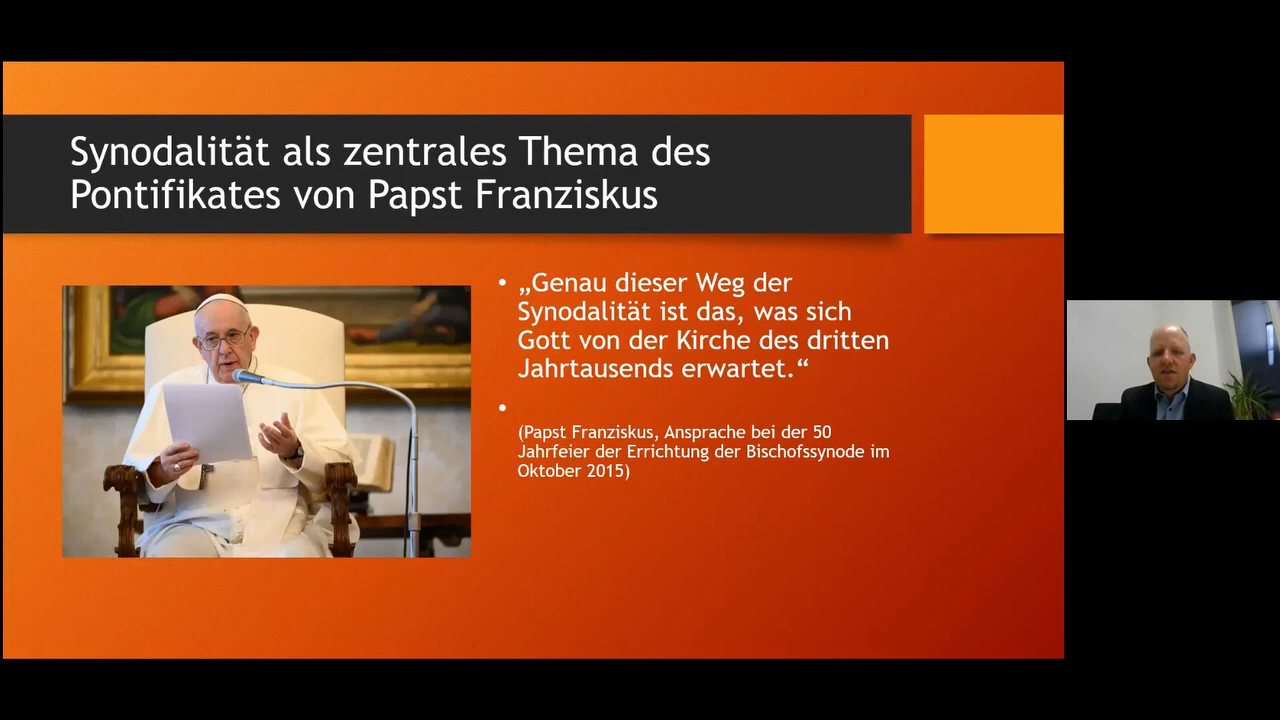 Synodalität als zentrales Thema des
Pontifikates von Papst Franziskus
• „Genau dieser Weg der
Synodalität ist das, was sich
Gott von der Kirche des dritten
Jahrtausends erwartet.“
•
(Papst Franziskus, Ansprache bei der 50
Jahrfeier der Errichtung der Bischofssynode im
Oktober 2015)